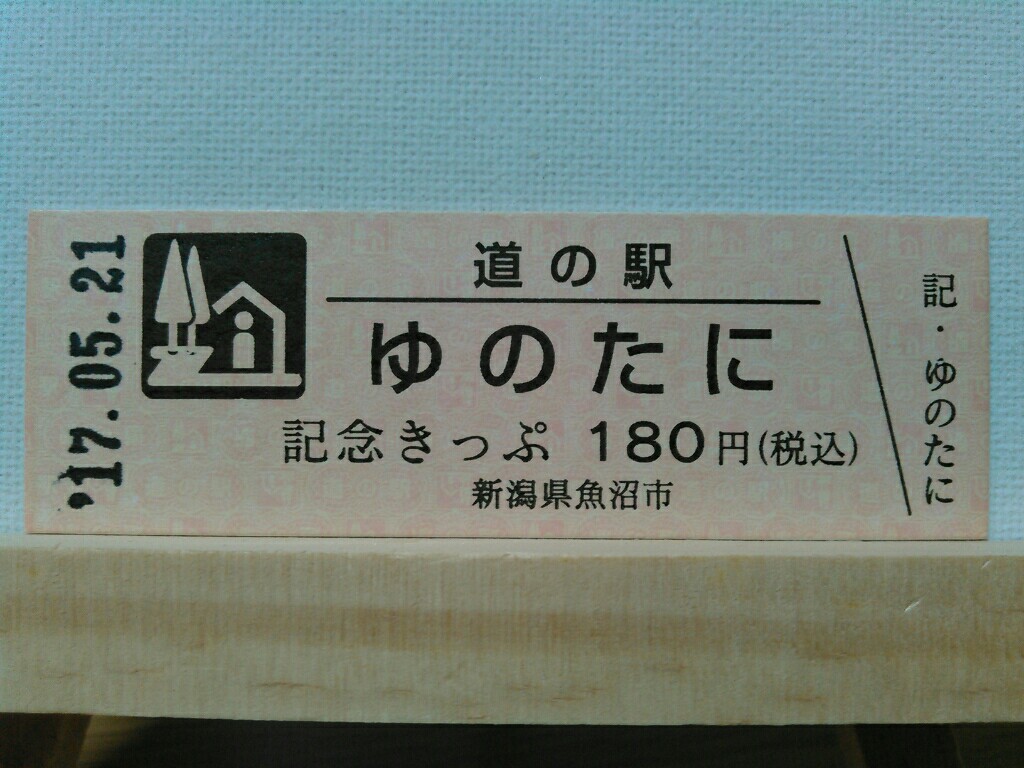 '17.05.21
道の駅
ゆのたに
記念きっぷ 180円(税込)
新潟県魚沼市
記・ゆのたに